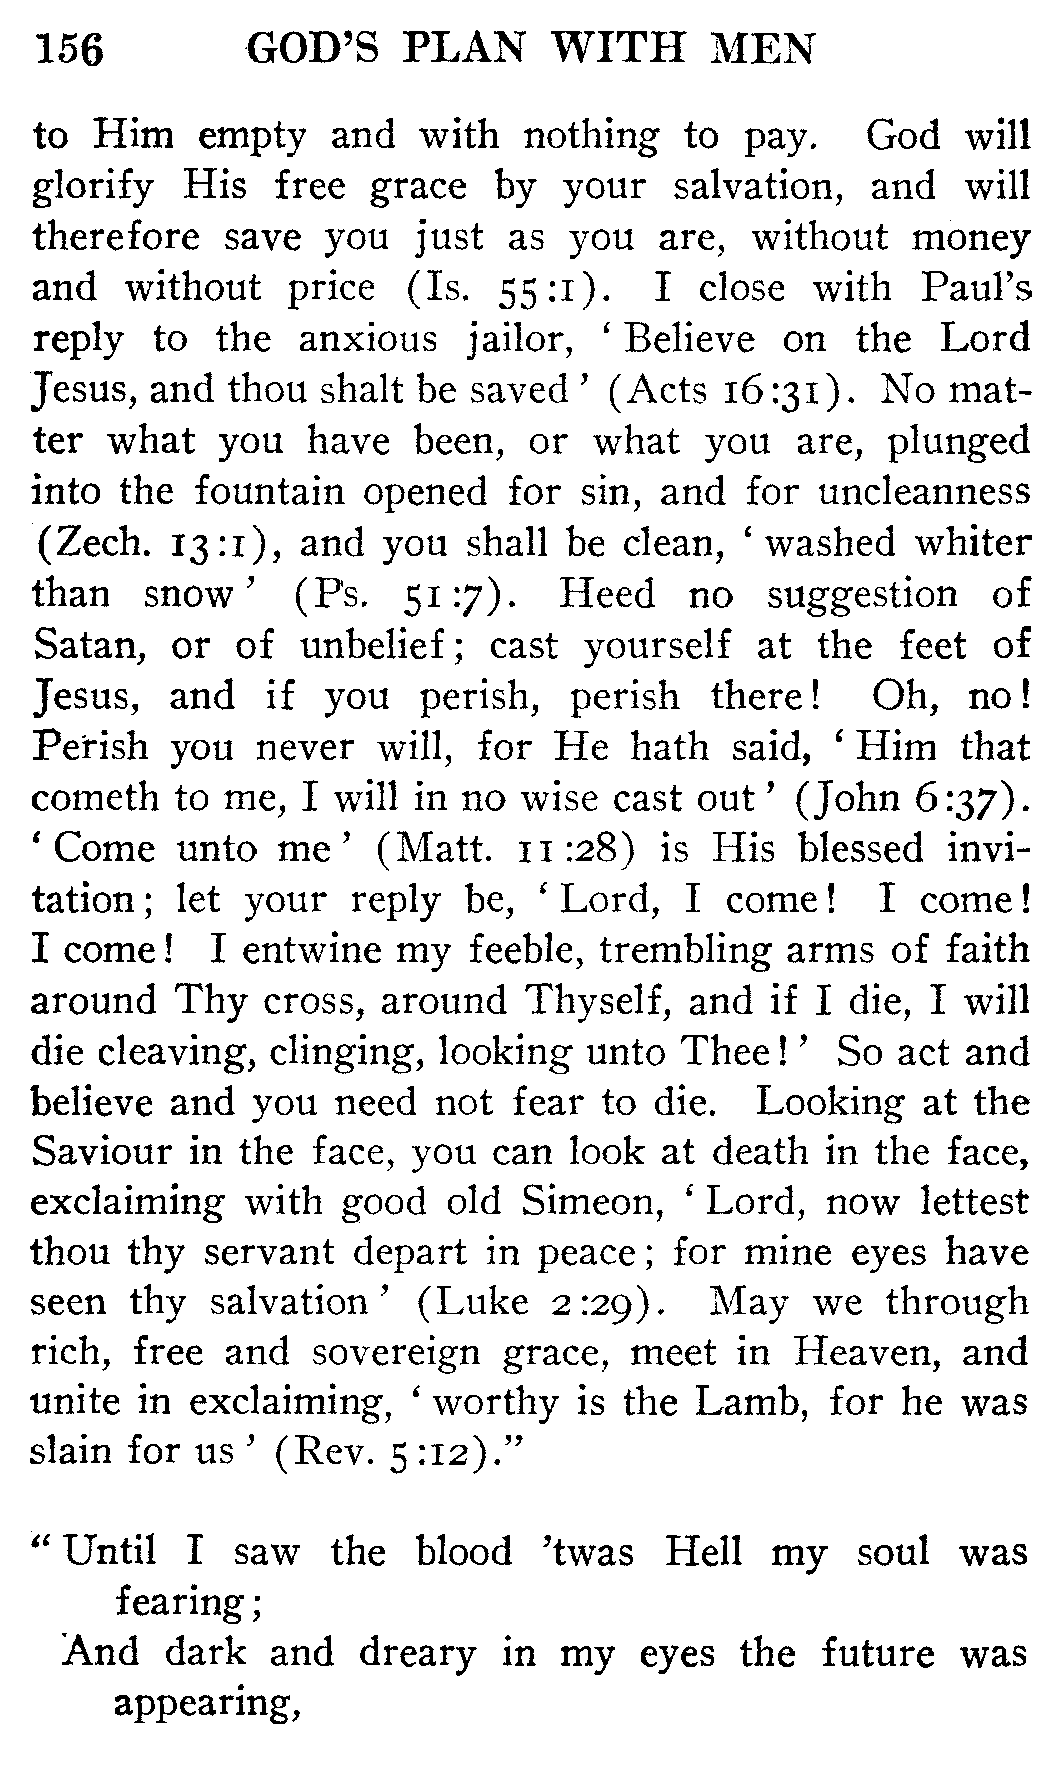 156 GOD'S PLAN WITH MEN
to Him empty and with nothing to pay. God will
glorify His free grace by your salvation, and will
therefore save you just as you are, without money
and without price (Is. 55:1). I close with Paul's
reply to the anxious jailor, ‘Believe on the Lord
Jesus, and thou shalt be saved’ (Acts 16:31). No mat-
ter what you have been, or what you are, plunged
into the fountain opened for sin, and for uncleanness
(Zech. 13:1), and you shall be clean, ‘washed whiter
than snow’ (Ps. 51:7). Heed no suggestion of
Satan, or of unbelief; cast yourself at the feet of
Jesus, and if you perish, perish there! Oh, no!
Perish you never will, for He hath said, ‘Him that
cometh to me, I will in no wise cast out’ (John 6:37).
‘Come unto me’ (Matt. 11:28) is His blessed invi-
tation; let your reply be, ‘Lord, I come! I come!
I come! I entwine my feeble, trembling arms of faith
around Thy cross, around Thyself, and if I die, I will
die cleaving, clinging, looking unto Thee!’ So act and
believe and you need not fear to die. Looking at the
Saviour in the face, you can look at death in the face,
exclaiming with good old Simeon, ‘Lord, now lettest
thou thy servant depart in peace; for mine eyes have
seen thy salvation’ (Luke 2:29). May we through
rich, free and sovereign grace, meet in Heaven, and
unite in exclaiming, ‘worthy is the Lamb, for he was
slain for us’ (Rev. 5:12).”
“Until I saw the blood ’twas Hell my soul was
fearing;
And dark and dreary in my eyes the future was
appearing,